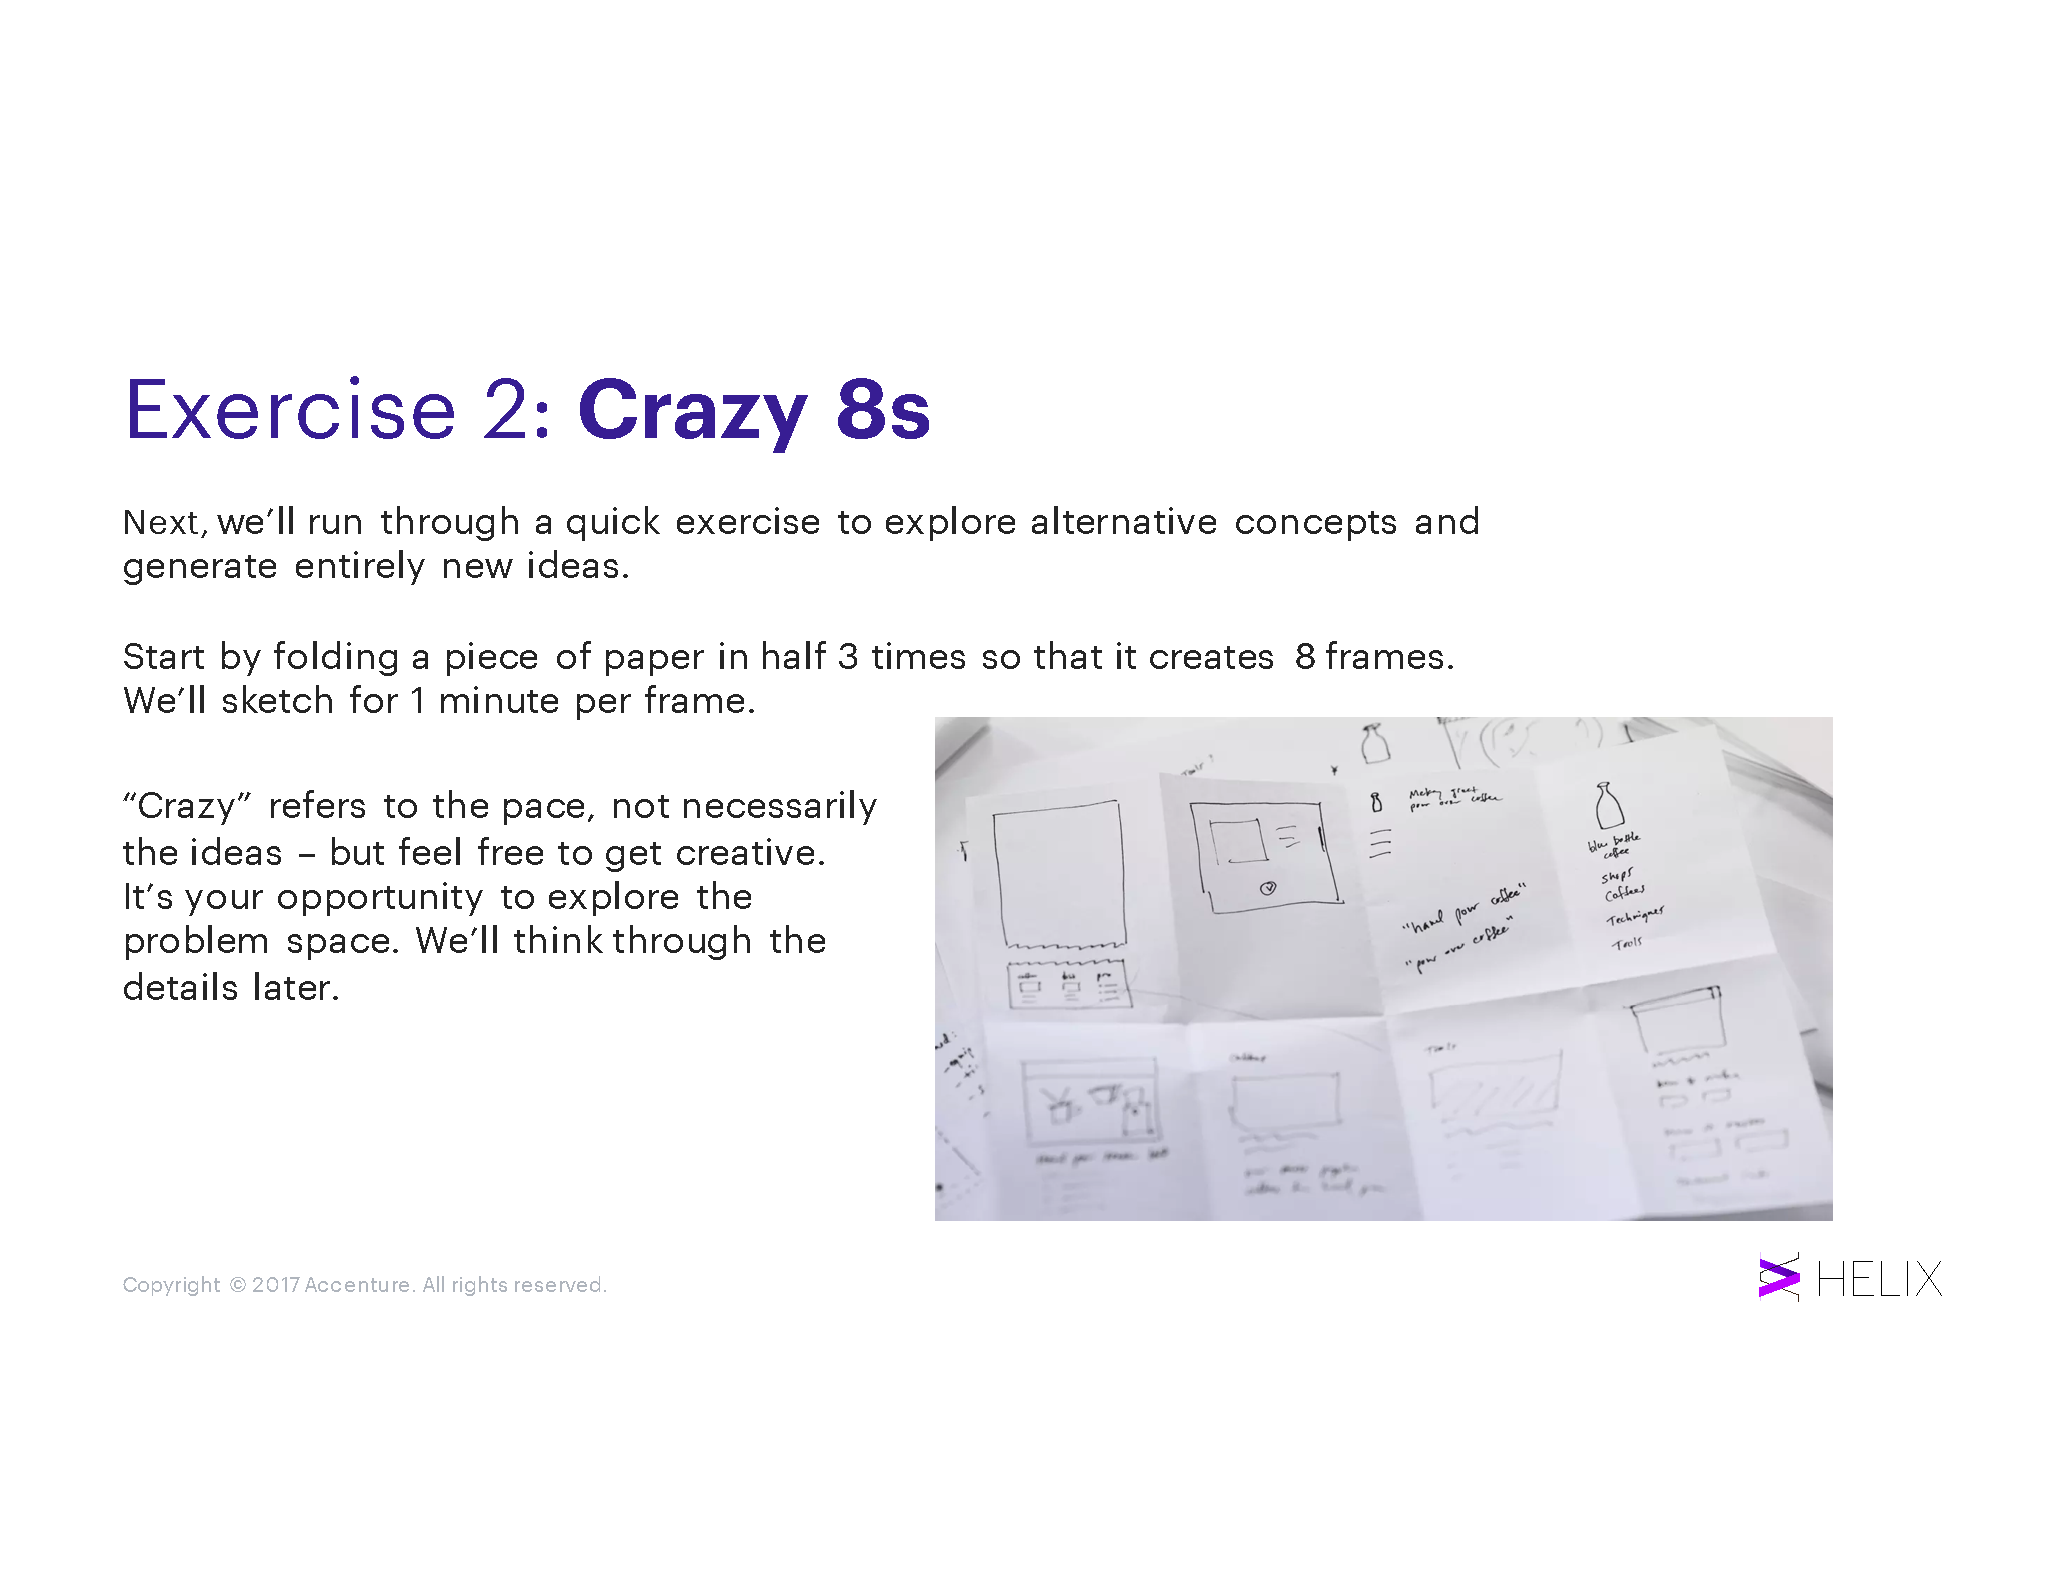 Exercise 2: Crazy 8s
Next, we’ll run through a quick exercise to explore alternative concepts and
generate entirely new ideas.
Start by folding a piece of paper in half 3 times so that it creates 8 frames.
We’ll sketch for 1 minute per frame.
“Crazy” refers to the pace, not necessarily
the ideas – but feel free to get creative.
It’s your opportunity to explore the
problem space. We’ll think through the
details later.
pour over coffee
"hand pour coffee"
"pour over coffee"
blue bottle
coffee
shops
Coffees
Techniques
Tools
Tools
Copyright © 2017 Accenture. All rights reserved.
HELIX